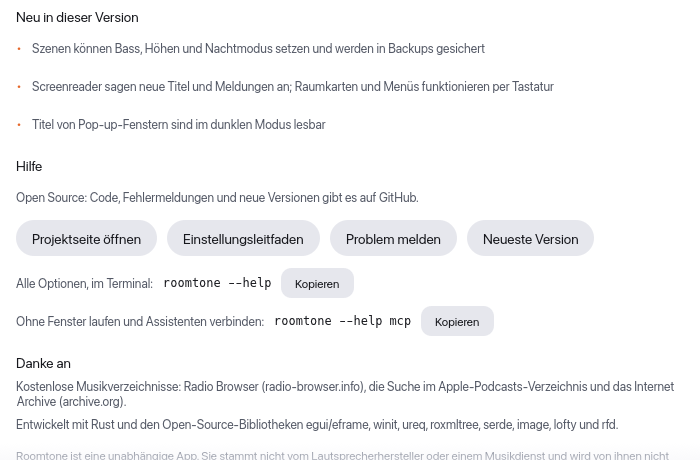 Neu in dieser Version
• Szenen können Bass, Höhen und Nachtmodus setzen und werden in Backups gesichert
• Screenreader sagen neue Titel und Meldungen an; Raumkarten und Menüs funktionieren per Tastatur
• Titel von Pop-up-Fenstern sind im dunklen Modus lesbar
Hilfe
Open Source: Code, Fehlermeldungen und neue Versionen gibt es auf GitHub.
Projektseite öffnen Einstellungsleitfaden Problem melden Neueste Version
Alle Optionen, im Terminal: roomtone --help Kopieren
Ohne Fenster laufen und Assistenten verbinden: roomtone --help mcp Kopieren
Danke an
Kostenlose Musikverzeichnisse: Radio Browser (radio-browser.info), die Suche im Apple-Podcasts-Verzeichnis und das Internet
Archive (archive.org).
Entwickelt mit Rust und den Open-Source-Bibliotheken egui/eframe, winit, ureq, roxmltree, serde, image, lofty und rfd.
Roomtone ist eine unabhängige App. Sie stammt nicht vom Lautsprecherhersteller oder einem Musikdienst und wird von ihnen nicht